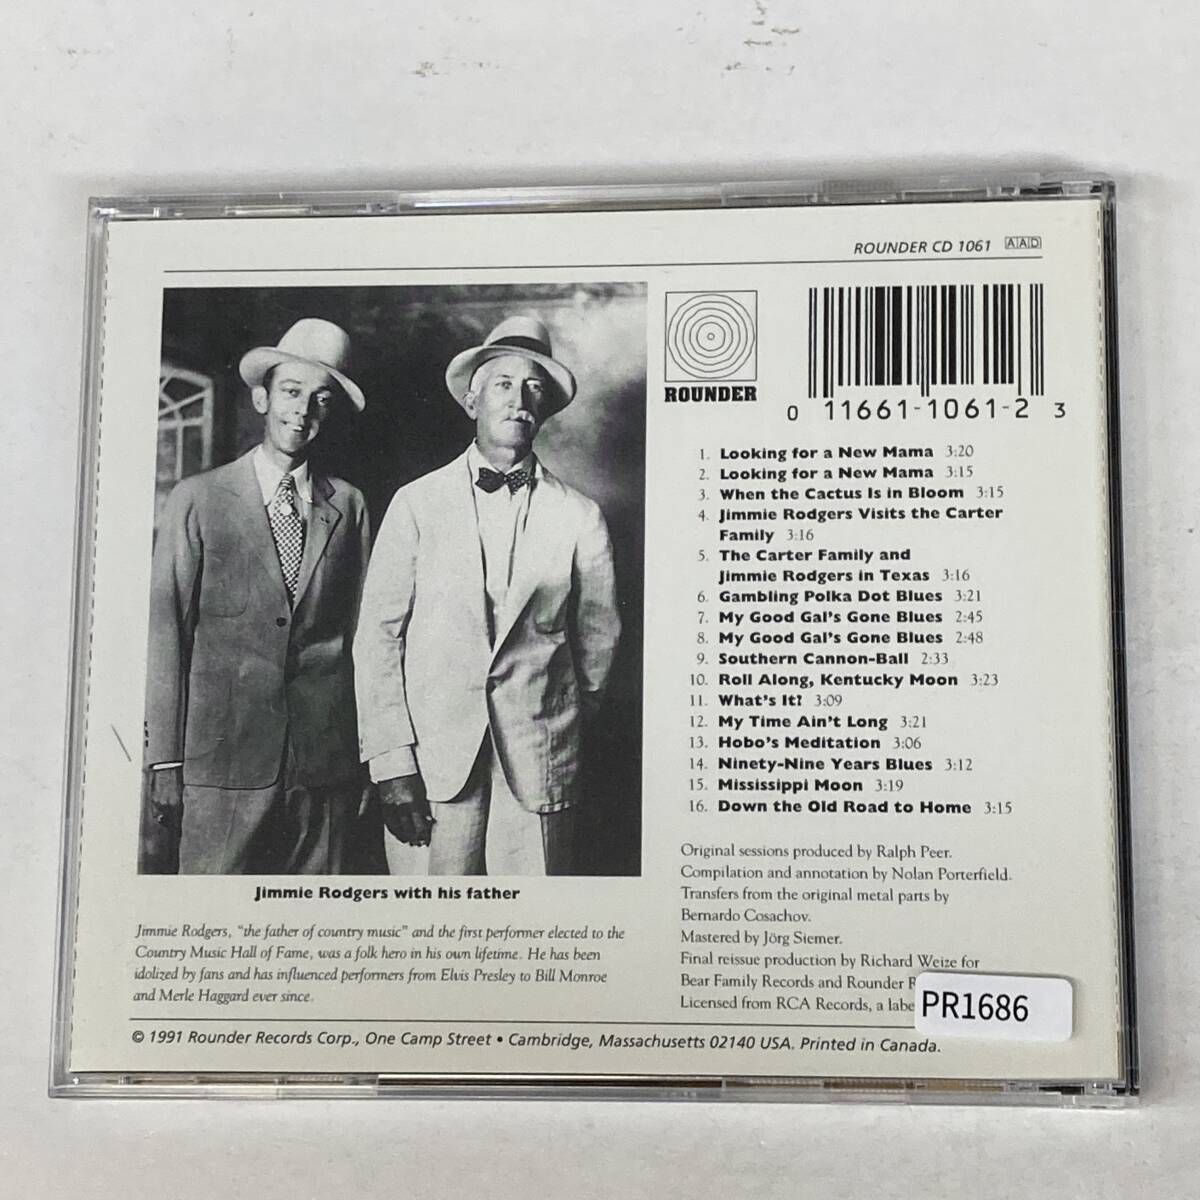 ROUNDER CD 1061 AAD
ROUNDER
0 11661-1061-2 3
1. Looking for a New Mama 3:20
2. Looking for a New Mama 3:15
3. When the Cactus Is in Bloom 3:15
4. Jimmie Rodgers Visits the Carter
Family 3:16
5. The Carter Family and
Jimmie Rodgers in Texas 3:16
6. Gambling Polka Dot Blues 3:21
7. My Good Gal's Gone Blues 2:45
8. My Good Gal's Gone Blues 2:48
9. Southern Cannon-Ball 2:33
10. Roll Along, Kentucky Moon 3:23
11. What's It? 3:09
12. My Time Ain't Long 3:21
13. Hobo's Meditation 3:06
14. Ninety-Nine Years Blues 3:12
15. Mississippi Moon 3:19
16. Down the Old Road to Home 3:15
Original sessions produced by Ralph Peer.
Compilation and annotation by Nolan Porterfield.
Transfers from the original metal parts by
Bernardo Cosachov.
Mastered by Jörg Siemer.
Final reissue production by Richard Weize for
Bear Family Records and Rounder
Licensed from RCA Records, a labe
PR1686
Jimmie Rodgers with his father
Jimmie Rodgers, "the father of country music" and the first performer elected to the
Country Music Hall of Fame, was a folk hero in his own lifetime. He has been
idolized by fans and has influenced performers from Elvis Presley to Bill Monroe
and Merle Haggard ever since.
© 1991 Rounder Records Corp., One Camp Street • Cambridge, Massachusetts 02140 USA. Printed in Canada.